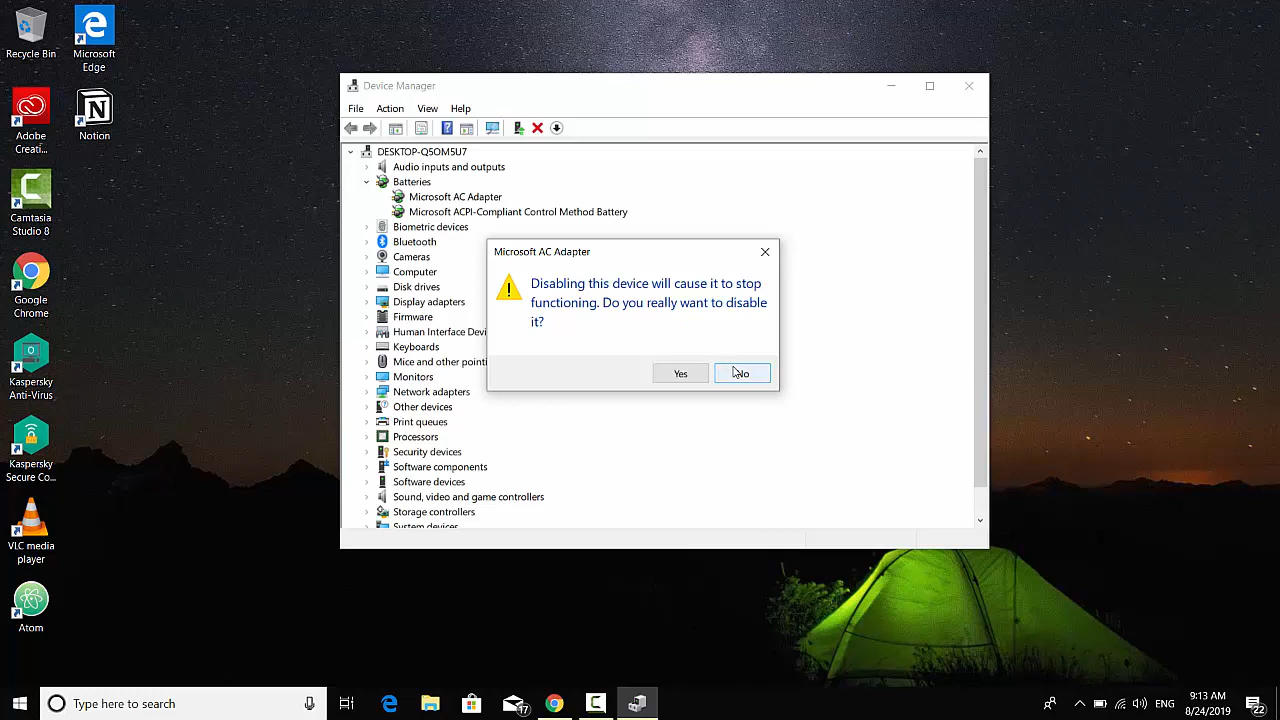 Recycle Bin
Microsoft
Edge
Adobe
Creati...
Notion
Camtasia
Studio 8
Google
Chrome
Kaspersky
Anti-Virus
Kaspersky
Secure Co...
VLC media
player
Atom
Device Manager
File Action View Help
DESKTOP-Q5OM5U7
Audio inputs and outputs
Batteries
Microsoft AC Adapter
Microsoft ACPI-Compliant Control Method Battery
Biometric devices
Bluetooth
Cameras
Computer
Disk drives
Display adapters
Firmware
Human Interface Devi
Keyboards
Mice and other pointi
Monitors
Network adapters
Other devices
Print queues
Processors
Security devices
Software components
Software devices
Sound, video and game controllers
Storage controllers
System devices
Microsoft AC Adapter
Disabling this device will cause it to stop
functioning. Do you really want to disable
it?
Yes No
Type here to search
17
ENG
9:13 AM
8/24/2019
22